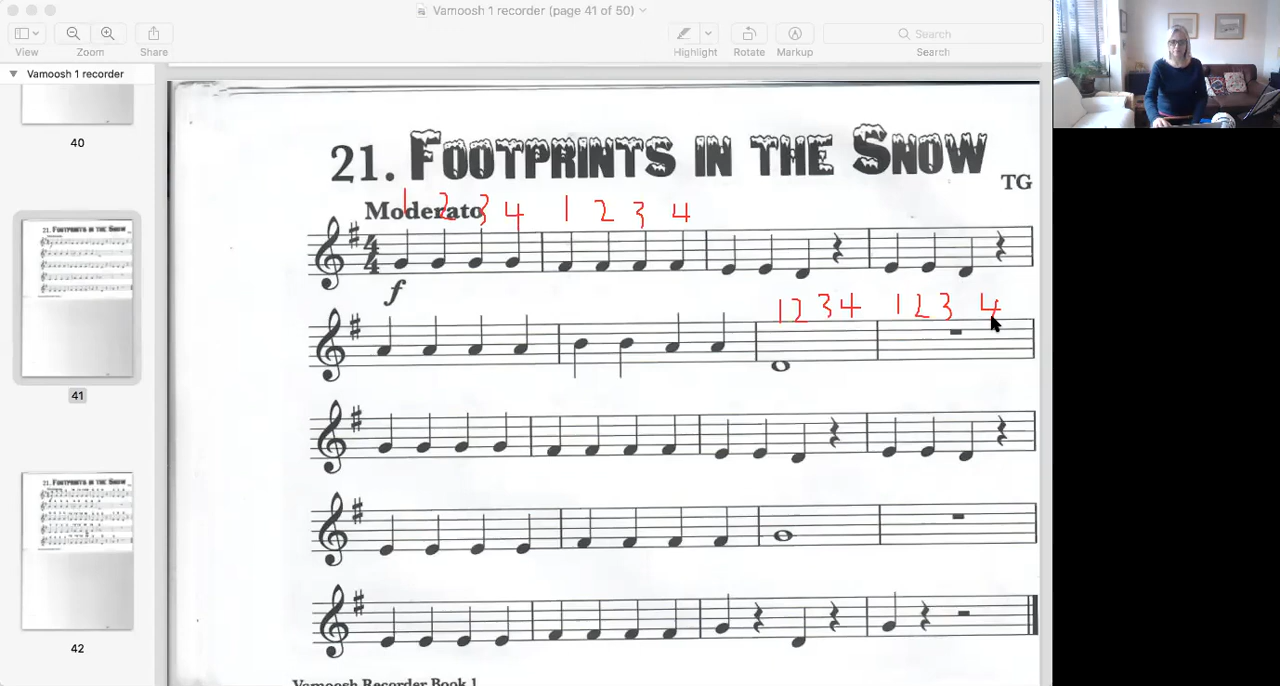 Vamoosh 1 recorder (page 41 of 50)
View
Zoom
Share
Highlight
Rotate
Markup
Search
Search
Vamoosh 1 recorder
40
41
42
21. FOOTPRINTS IN THE SNOW
TG
Moderato
1 2 3 4 1 2 3 4
4
4
f
1 2 3 4 1 2 3 4
Vamoosh Recorder Book 1